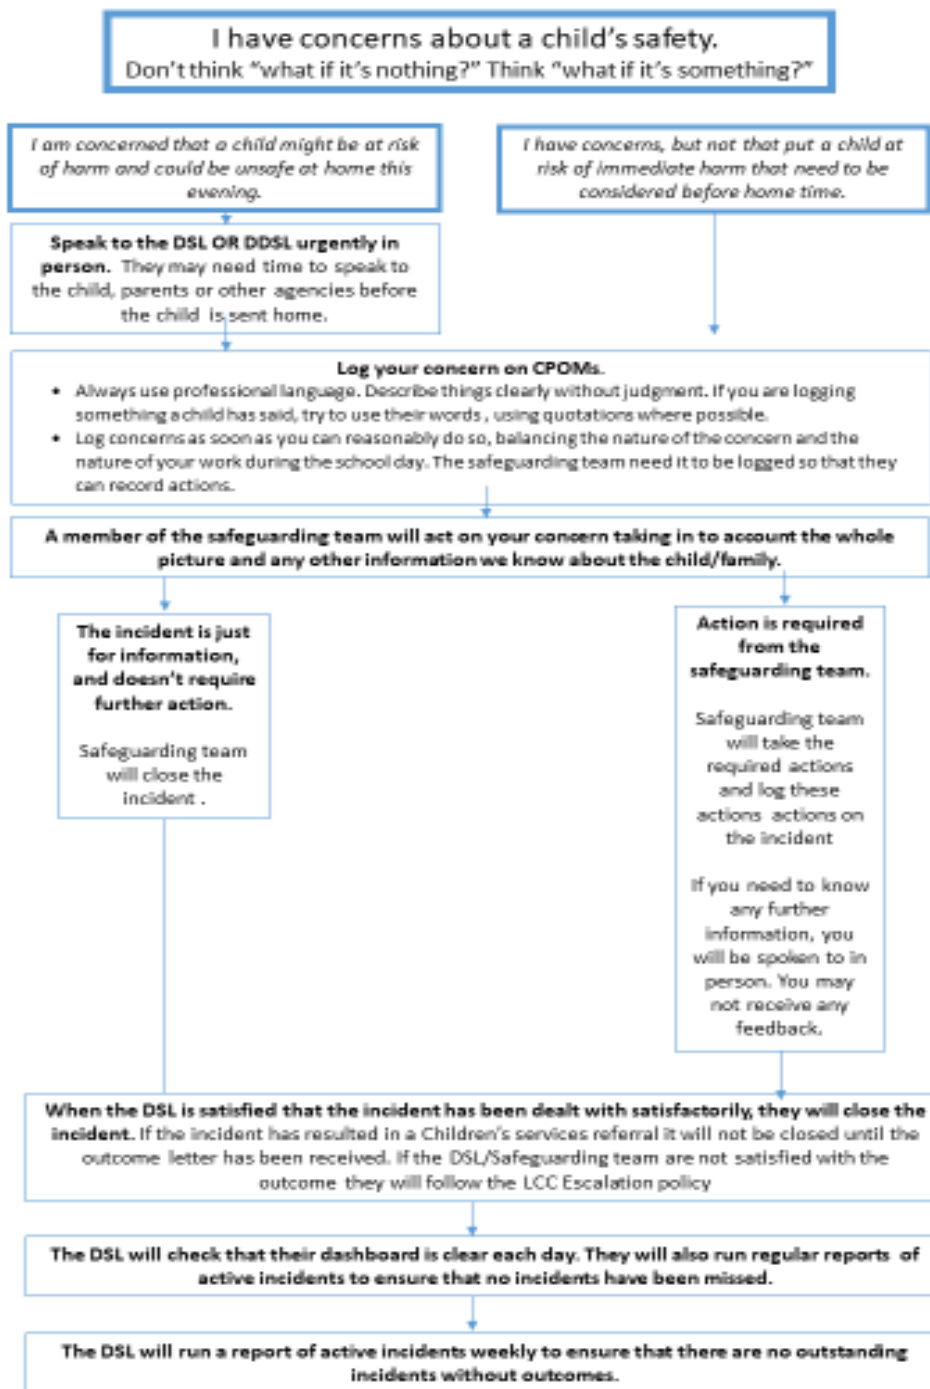 I have concerns about a child's safety.
Don't think "what if it's nothing?" Think "what if it's something?"
I am concerned that a child might be at risk
of harm and could be unsafe at home this
evening.
I have concerns, but not that put a child at
risk of immediate harm that need to be
considered before home time.
Speak to the DSL OR DDSL urgently in
person. They may need time to speak to
the child, parents or other agencies before
the child is sent home.
Log your concern on CPOMs.
• Always use professional language. Describe things clearly without judgment. If you are logging
something a child has said, try to use their words , using quotations where possible.
• Log concerns as soon as you can reasonably do so, balancing the nature of the concern and the
nature of your work during the school day. The safeguarding team need it to be logged so that they
can record actions.
A member of the safeguarding team will act on your concern taking in to account the whole
picture and any other information we know about the child/family.
The incident is just
for information,
and doesn't require
further action.
Safeguarding team
will close the
incident .
Action is required
from the
safeguarding team.
Safeguarding team
will take the
required actions
and log these
actions actions on
the incident
If you need to know
any further
information, you
will be spoken to in
person. You may
not receive any
feedback.
When the DSL is satisfied that the incident has been dealt with satisfactorily, they will close the
incident. If the incident has resulted in a Children's services referral it will not be closed until the
outcome letter has been received. If the DSL/Safeguarding team are not satisfied with the
outcome they will follow the LCC Escalation policy
The DSL will check that their dashboard is clear each day. They will also run regular reports of
active incidents to ensure that no incidents have been missed.
The DSL will run a report of active incidents weekly to ensure that there are no outstanding
incidents without outcomes.